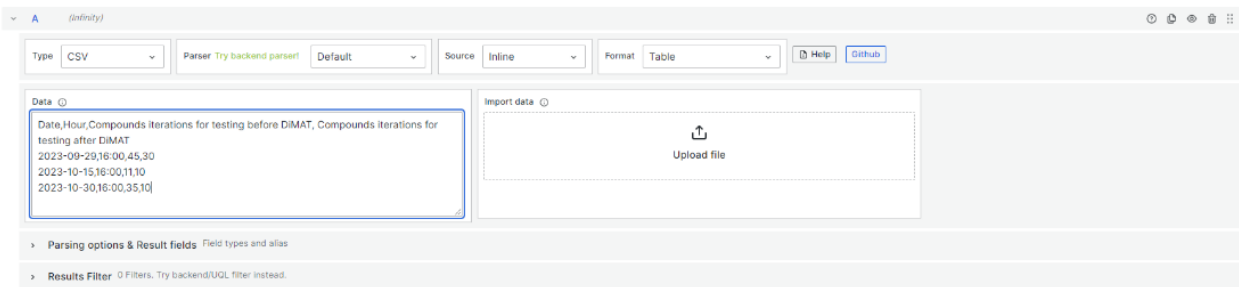 A (Infinity)
Type CSV Parser Try backend parser! Default Source Inline Format Table Help Github
Data
Date,Hour,Compounds iterations for testing before DiMAT, Compounds iterations for
testing after DiMAT
2023-09-29,16:00,45,30
2023-10-15,16:00,11,10
2023-10-30,16:00,35,10
Import data
Upload file
Parsing options & Result fields Field types and alias
Results Filter 0 Filters. Try backend/UQL filter instead.